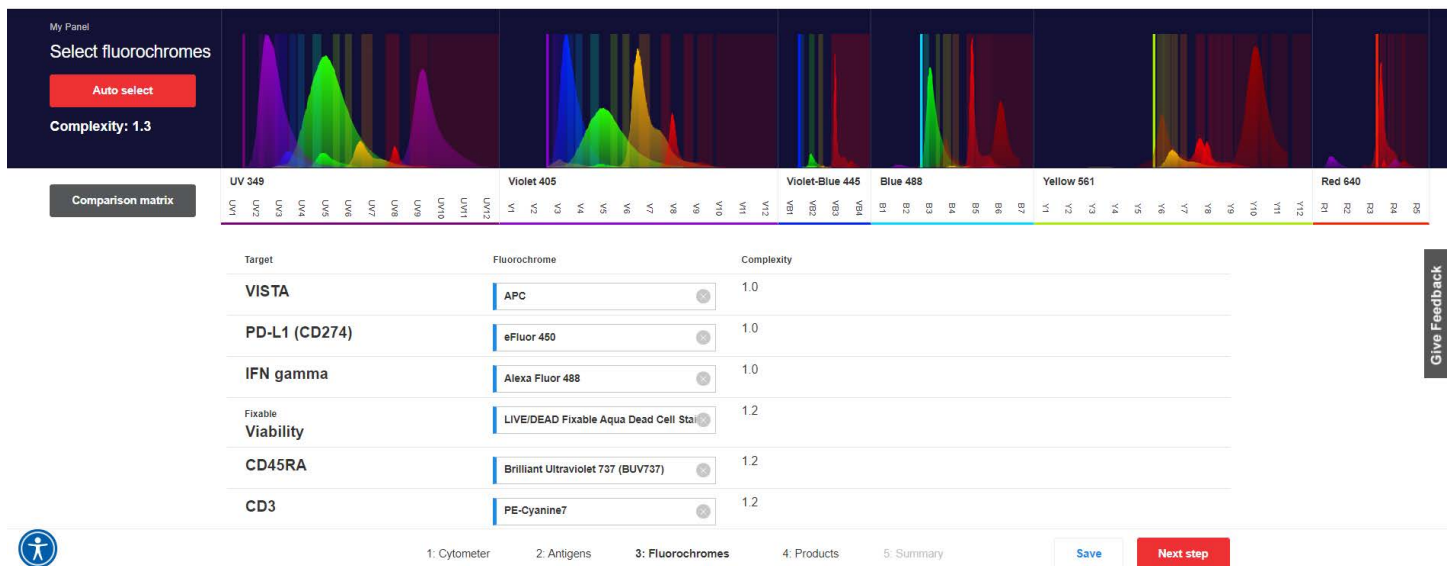 My Panel
Select fluorochromes
Auto select
Complexity: 1.3
Comparison matrix
UV 349 Violet 405 Violet-Blue 445 Blue 488 Yellow 561 Red 640
UV1 UV2 UV3 UV4 UV5 UV6 UV7 UV8 UV9 UV10 UV11 UV12 V1 V2 V3 V4 V5 V6 V7 V8 V9 V10 V11 V12 VB1 VB2 VB3 VB4 B1 B2 B3 B4 B5 B6 B7 Y1 Y2 Y3 Y4 Y5 Y6 Y7 Y8 Y9 Y10 Y11 Y12 R1 R2 R3 R4 R5
Target Fluorochrome Complexity
VISTA APC 1.0
PD-L1 (CD274) eFluor 450 1.0
IFN gamma Alexa Fluor 488 1.0
Fixable
Viability LIVE/DEAD Fixable Aqua Dead Cell Stai 1.2
CD45RA Brilliant Ultraviolet 737 (BUV737) 1.2
CD3 PE-Cyanine7 1.2
Give Feedback
1: Cytometer 2: Antigens 3: Fluorochromes 4: Products 5: Summary Save Next step